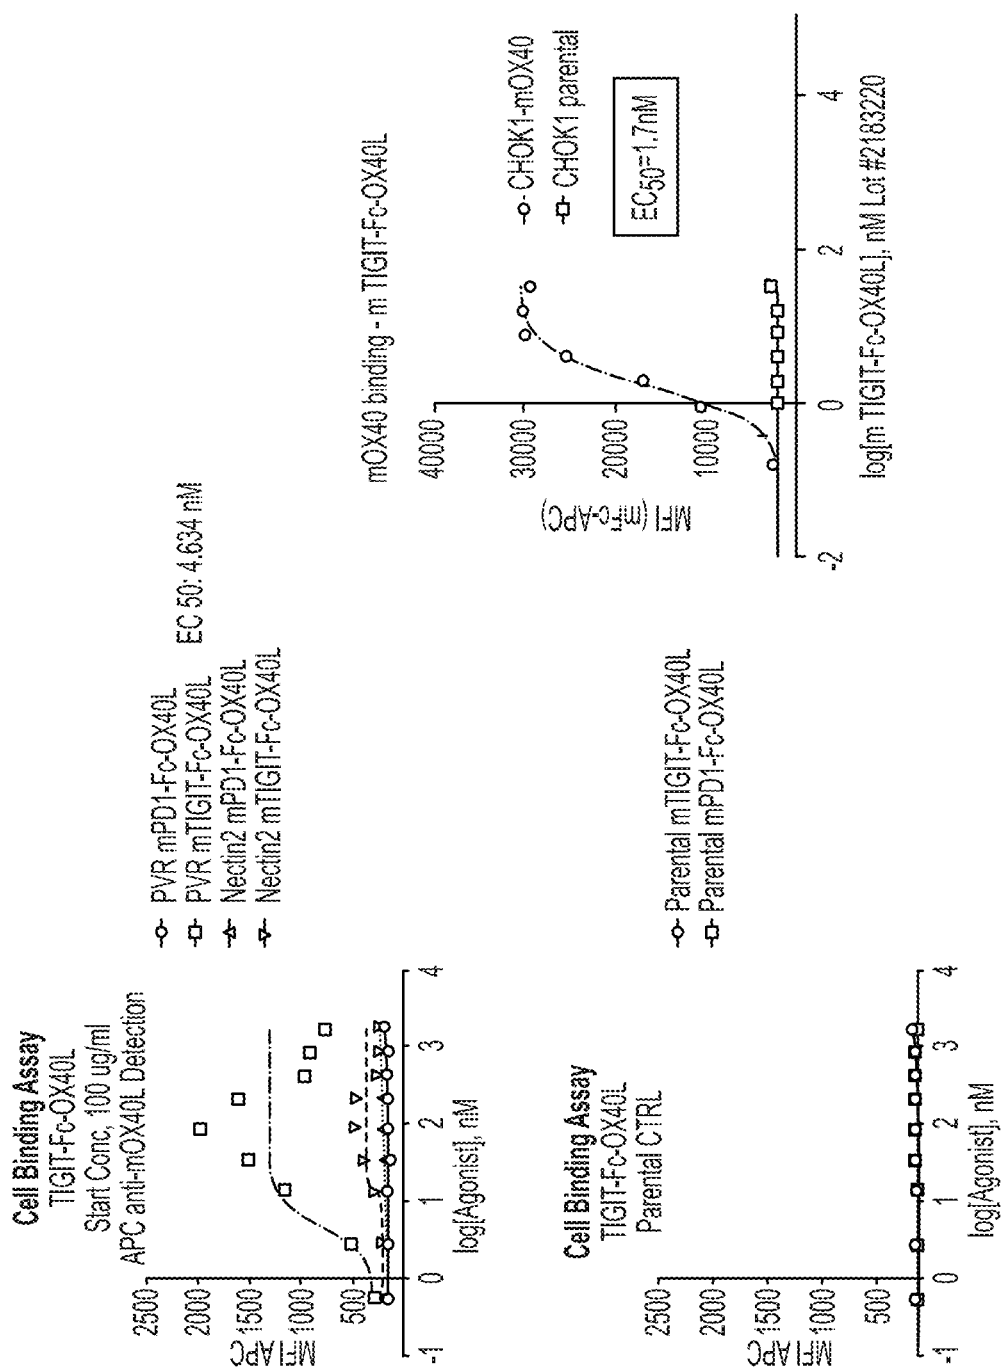 Cell Binding Assay
TIGIT-Fc-OX40L
Start Conc, 100 ug/ml
APC anti-mOX40L Detection
2500
2000
1500
1000
500
MFI APC
-1
0
1
2
3
4
log[Agonist], nM
PVR mPD1-Fc-OX40L
PVR mTIGIT-Fc-OX40L EC 50: 4.634 nM
Nectin2 mPD1-Fc-OX40L
Nectin2 mTIGIT-Fc-OX40L
Cell Binding Assay
TIGIT-Fc-OX40L
Parental CTRL
2500
2000
1500
1000
500
MFI APC
-1
0
1
2
3
4
log[Agonist], nM
Parental mTIGIT-Fc-OX40L
Parental mPD1-Fc-OX40L
mOX40 binding - m TIGIT-Fc-OX40L
40000
30000
20000
10000
MFI (mFc-APC)
-2
0
2
4
log[m TIGIT-Fc-OX40L], nM Lot #2183220
CHOK1-mOX40
CHOK1 parental
EC50=1.7nM